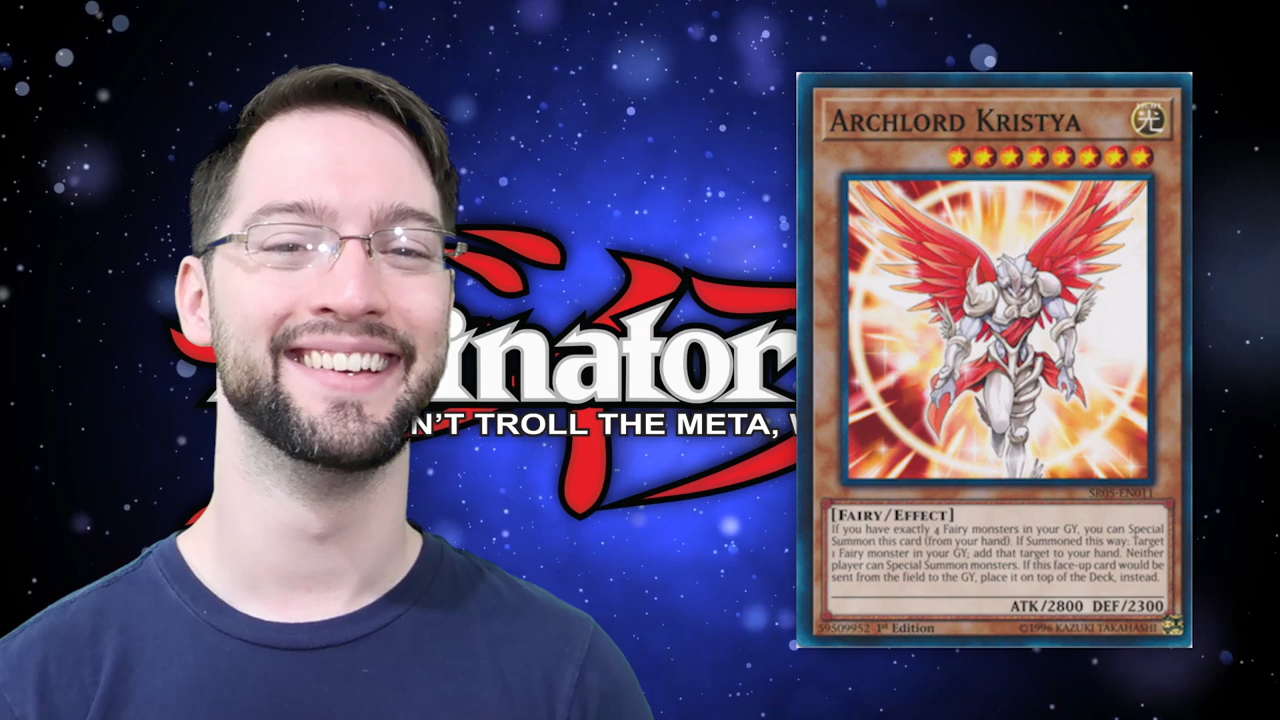 inator
N'T TROLL THE META,
ARCHLORD KRISTYA
光
SR05-EN011
[FAIRY/EFFECT]
If you have exactly 4 Fairy monsters in your GY, you can Special
Summon this card (from your hand). If Summoned this way: Target
1 Fairy monster in your GY; add that target to your hand. Neither
player can Special Summon monsters. If this face-up card would be
sent from the field to the GY, place it on top of the Deck, instead.
ATK/2800 DEF/2300
59509952 1st Edition
©1996 KAZUKI TAKAHASHI